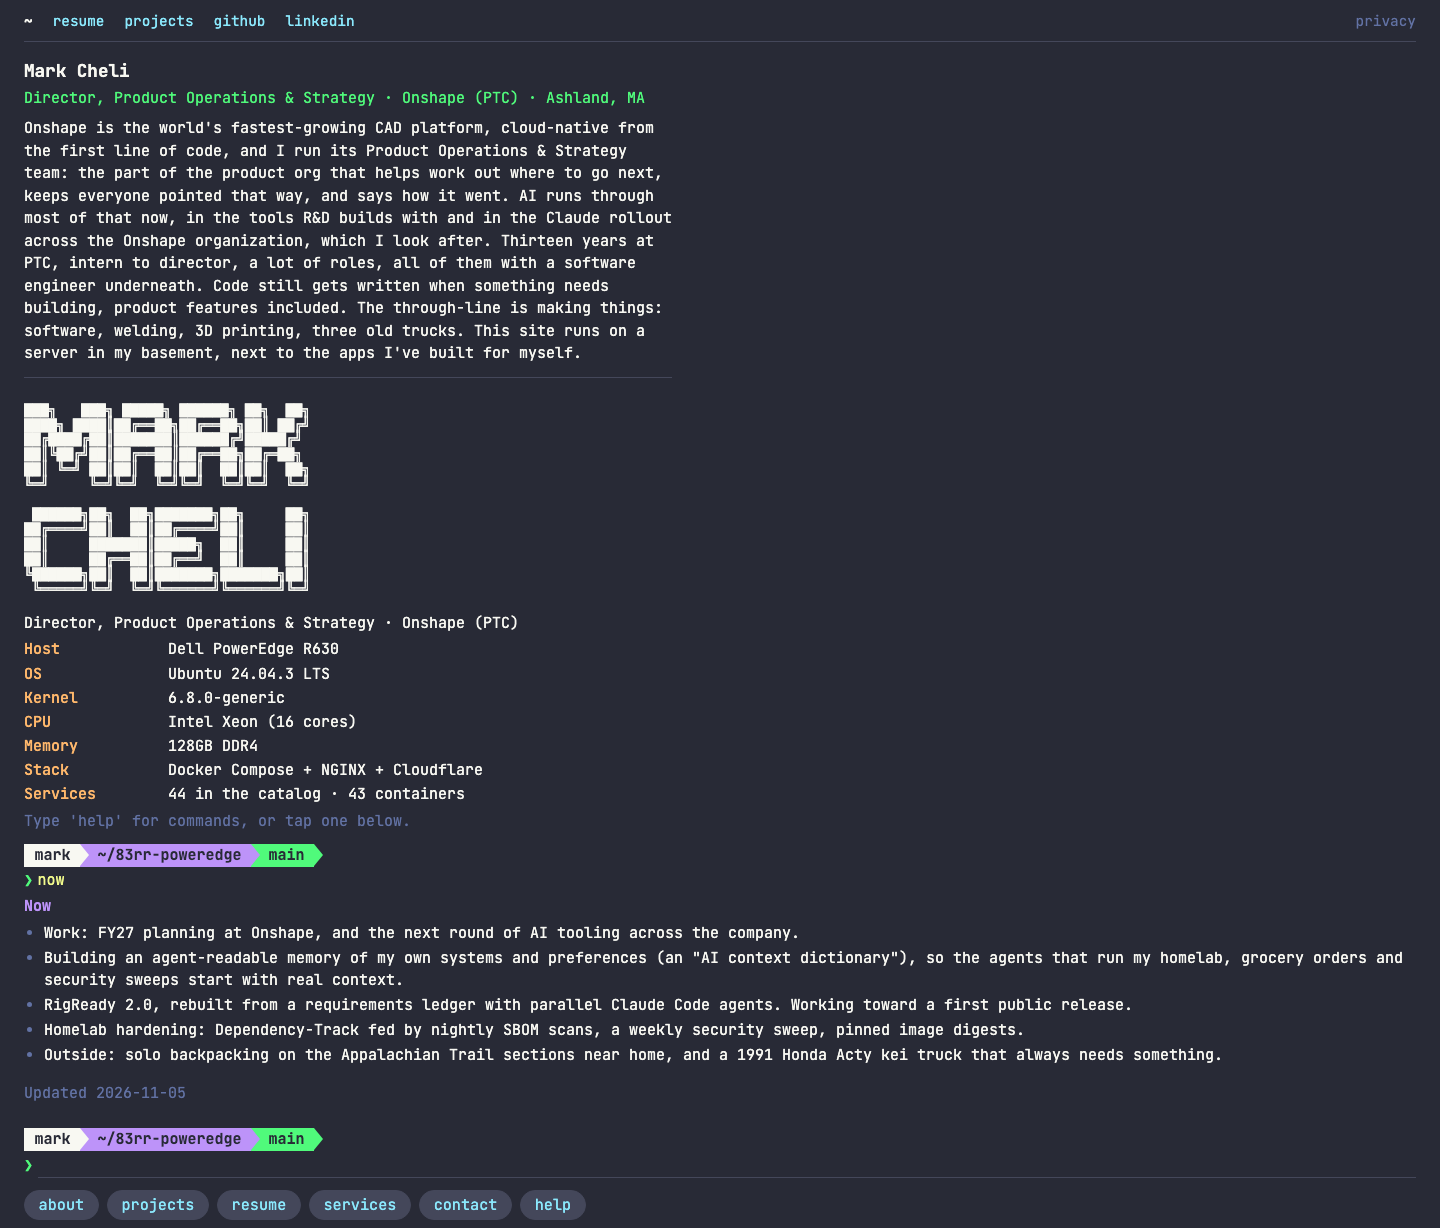 ~ resume projects github linkedin privacy
Mark Cheli
Director, Product Operations & Strategy · Onshape (PTC) · Ashland, MA
Onshape is the world's fastest-growing CAD platform, cloud-native from
the first line of code, and I run its Product Operations & Strategy
team: the part of the product org that helps work out where to go next,
keeps everyone pointed that way, and says how it went. AI runs through
most of that now, in the tools R&D builds with and in the Claude rollout
across the Onshape organization, which I look after. Thirteen years at
PTC, intern to director, a lot of roles, all of them with a software
engineer underneath. Code still gets written when something needs
building, product features included. The through-line is making things:
software, welding, 3D printing, three old trucks. This site runs on a
server in my basement, next to the apps I've built for myself.
MARK
CHELI
Director, Product Operations & Strategy · Onshape (PTC)
Host Dell PowerEdge R630
OS Ubuntu 24.04.3 LTS
Kernel 6.8.0-generic
CPU Intel Xeon (16 cores)
Memory 128GB DDR4
Stack Docker Compose + NGINX + Cloudflare
Services 44 in the catalog · 43 containers
Type 'help' for commands, or tap one below.
mark ~/83rr-poweredge main
❯ now
Now
• Work: FY27 planning at Onshape, and the next round of AI tooling across the company.
• Building an agent-readable memory of my own systems and preferences (an "AI context dictionary"), so the agents that run my homelab, grocery orders and
security sweeps start with real context.
• RigReady 2.0, rebuilt from a requirements ledger with parallel Claude Code agents. Working toward a first public release.
• Homelab hardening: Dependency-Track fed by nightly SBOM scans, a weekly security sweep, pinned image digests.
• Outside: solo backpacking on the Appalachian Trail sections near home, and a 1991 Honda Acty kei truck that always needs something.
Updated 2026-11-05
mark ~/83rr-poweredge main
❯
about projects resume services contact help